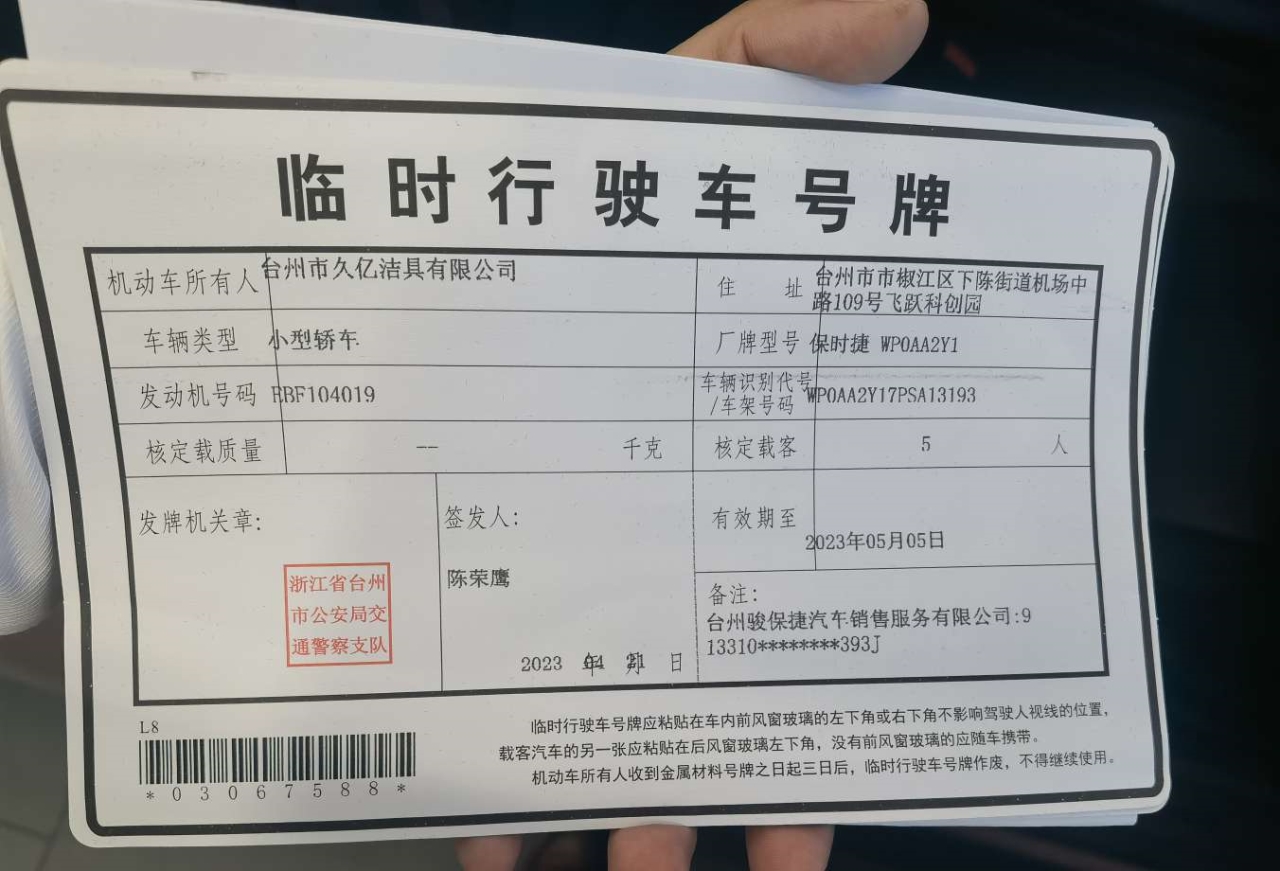 临时行驶车号牌
机动车所有人 台州市久亿洁具有限公司
住 址 台州市市椒江区下陈街道机场中
路109号飞跃科创园
车辆类型 小型轿车
厂牌型号 保时捷 WP0AA2Y1
发动机号码 EBF104019
车辆识别代号
/车架号码 WP0AA2Y17PSA13193
核定载质量 -- 千克
核定载客 5 人
发牌机关章:
浙江省台州
市公安局交
通警察支队
签发人:
陈荣鹰
2023 年 月 日
有效期至
2023年05月05日
备注:
台州骏保捷汽车销售服务有限公司:9
13310********393J
L8
*03067588*
临时行驶车号牌应粘贴在车内前风窗玻璃的左下角或右下角不影响驾驶人视线的位置，
载客汽车的另一张应粘贴在后风窗玻璃左下角，没有前风窗玻璃的应随车携带。
机动车所有人收到金属材料号牌之日起三日后，临时行驶车号牌作废，不得继续使用。